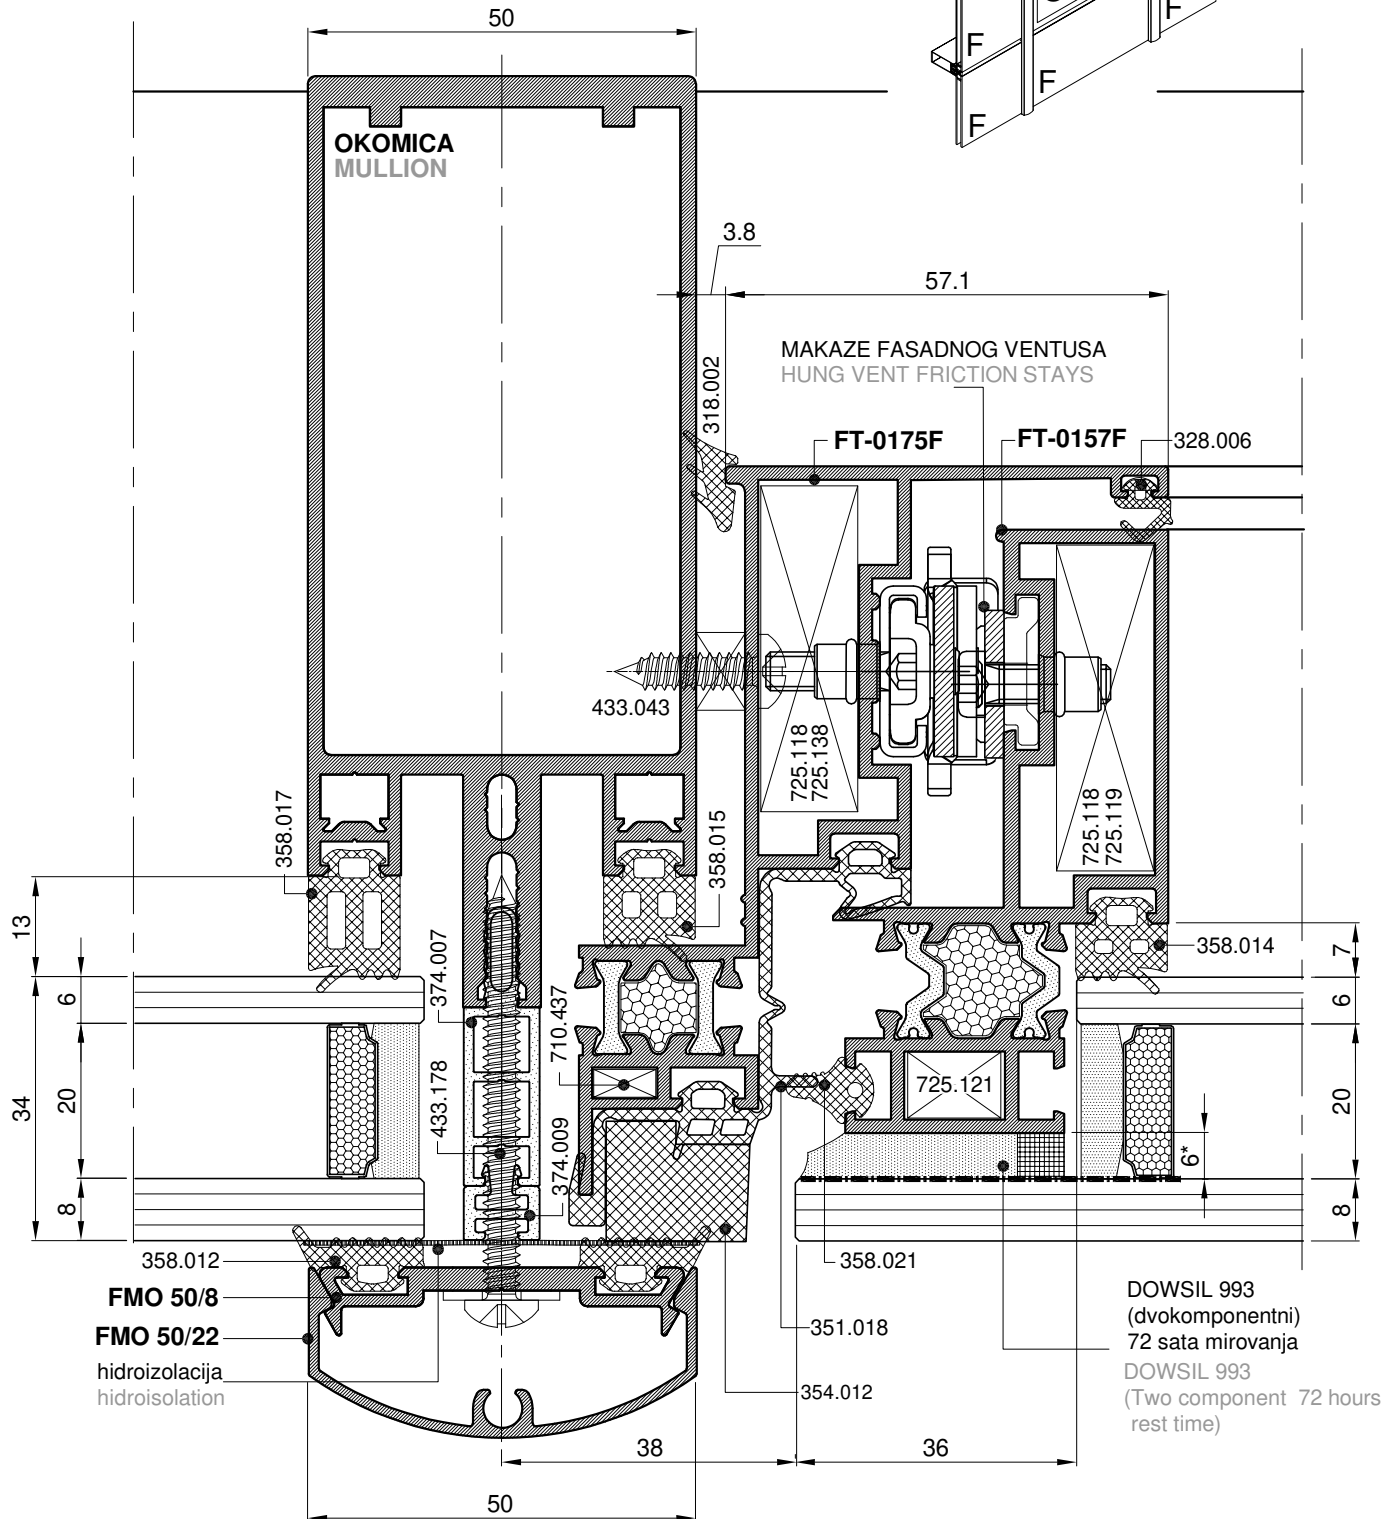 50
F
F
F
F
OKOMICA
MULLION
3.8
57.1
318.002
MAKAZE FASADNOG VENTUSA
HUNG VENT FRICTION STAYS
FT-0175F
FT-0157F
328.006
433.043
725.118
725.138
725.118
725.119
358.017
358.015
13
374.007
710.437
358.014
7
6
6
34
20
433.178
374.009
725.121
20
6*
8
8
358.012
358.021
FMO 50/8
FMO 50/22
351.018
hidroizolacija
hidroisolation
354.012
DOWSIL 993
(dvokomponentni)
72 sata mirovanja
DOWSIL 993
(Two component 72 hours
rest time)
38
36
50